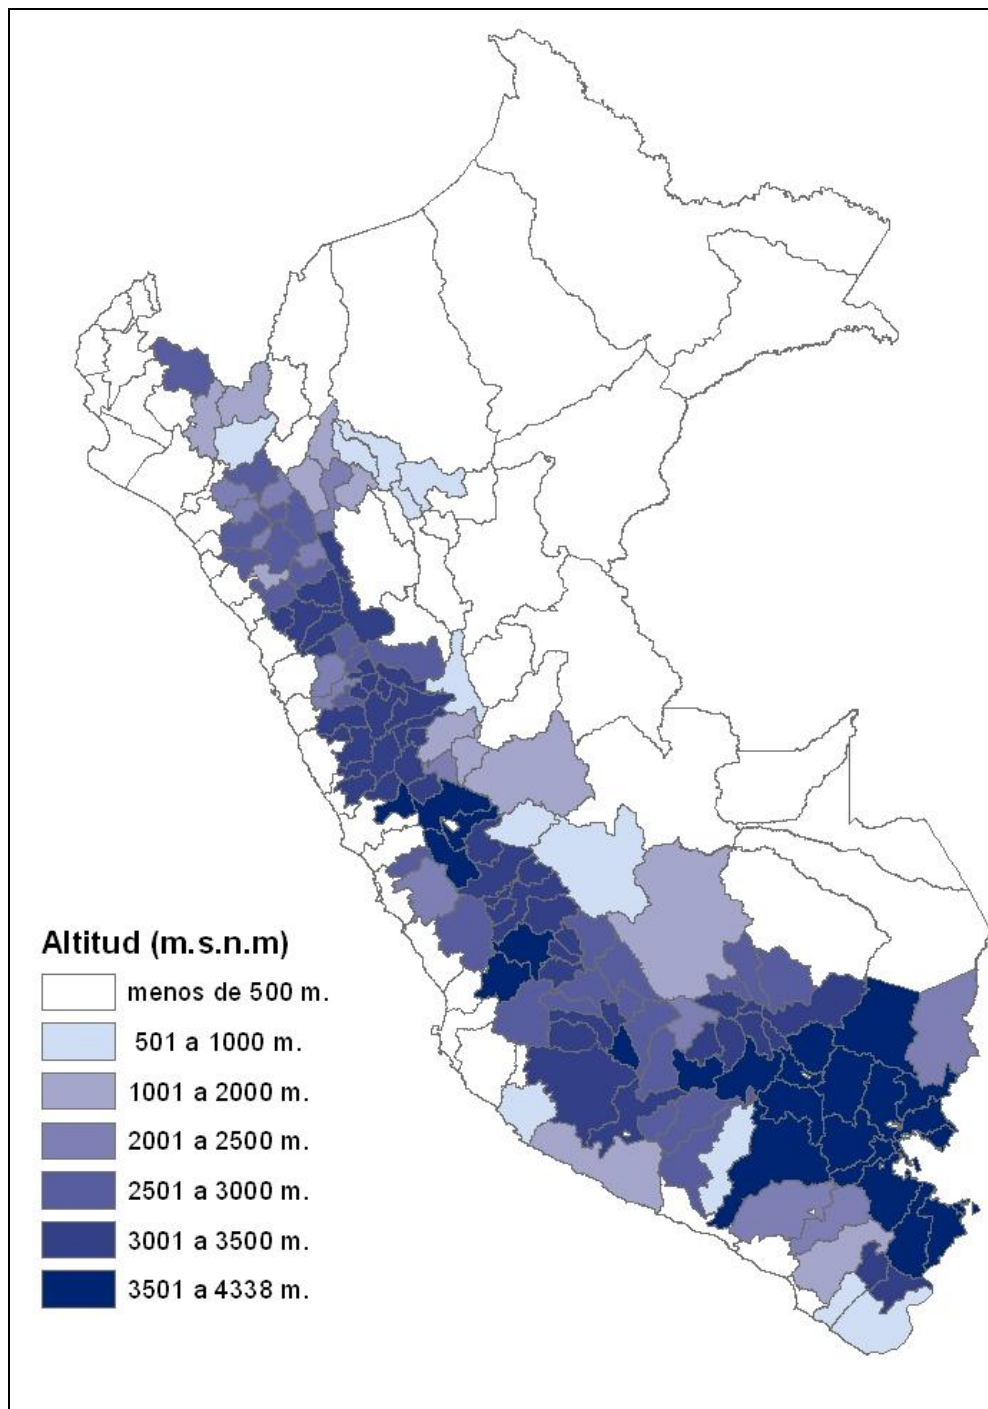 Altitud (m.s.n.m)
menos de 500 m.
501 a 1000 m.
1001 a 2000 m.
2001 a 2500 m.
2501 a 3000 m.
3001 a 3500 m.
3501 a 4338 m.